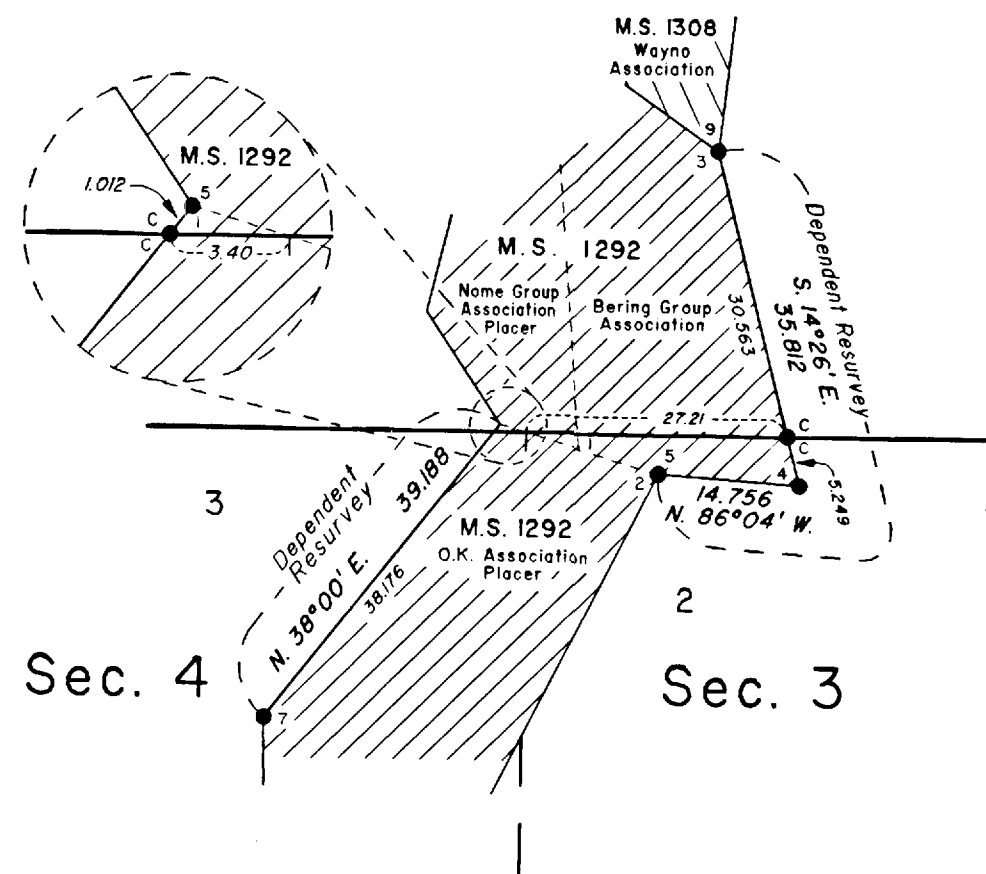 M.S. 1308
Wayno
Association
9
3
M.S. 1292
1.012
5
C
C
3.40
M.S. 1292
Nome Group
Association
Placer
Bering Group
Association
30.563
Dependent Resurvey
S. 14°26' E.
35.812
27.21
C
C
5
2
4
5.249
14.756
N. 86°04' W.
3
Dependent
Resurvey
39.188
N. 38°00' E.
38.176
M.S. 1292
O.K. Association
Placer
2
Sec. 4
Sec. 3
7